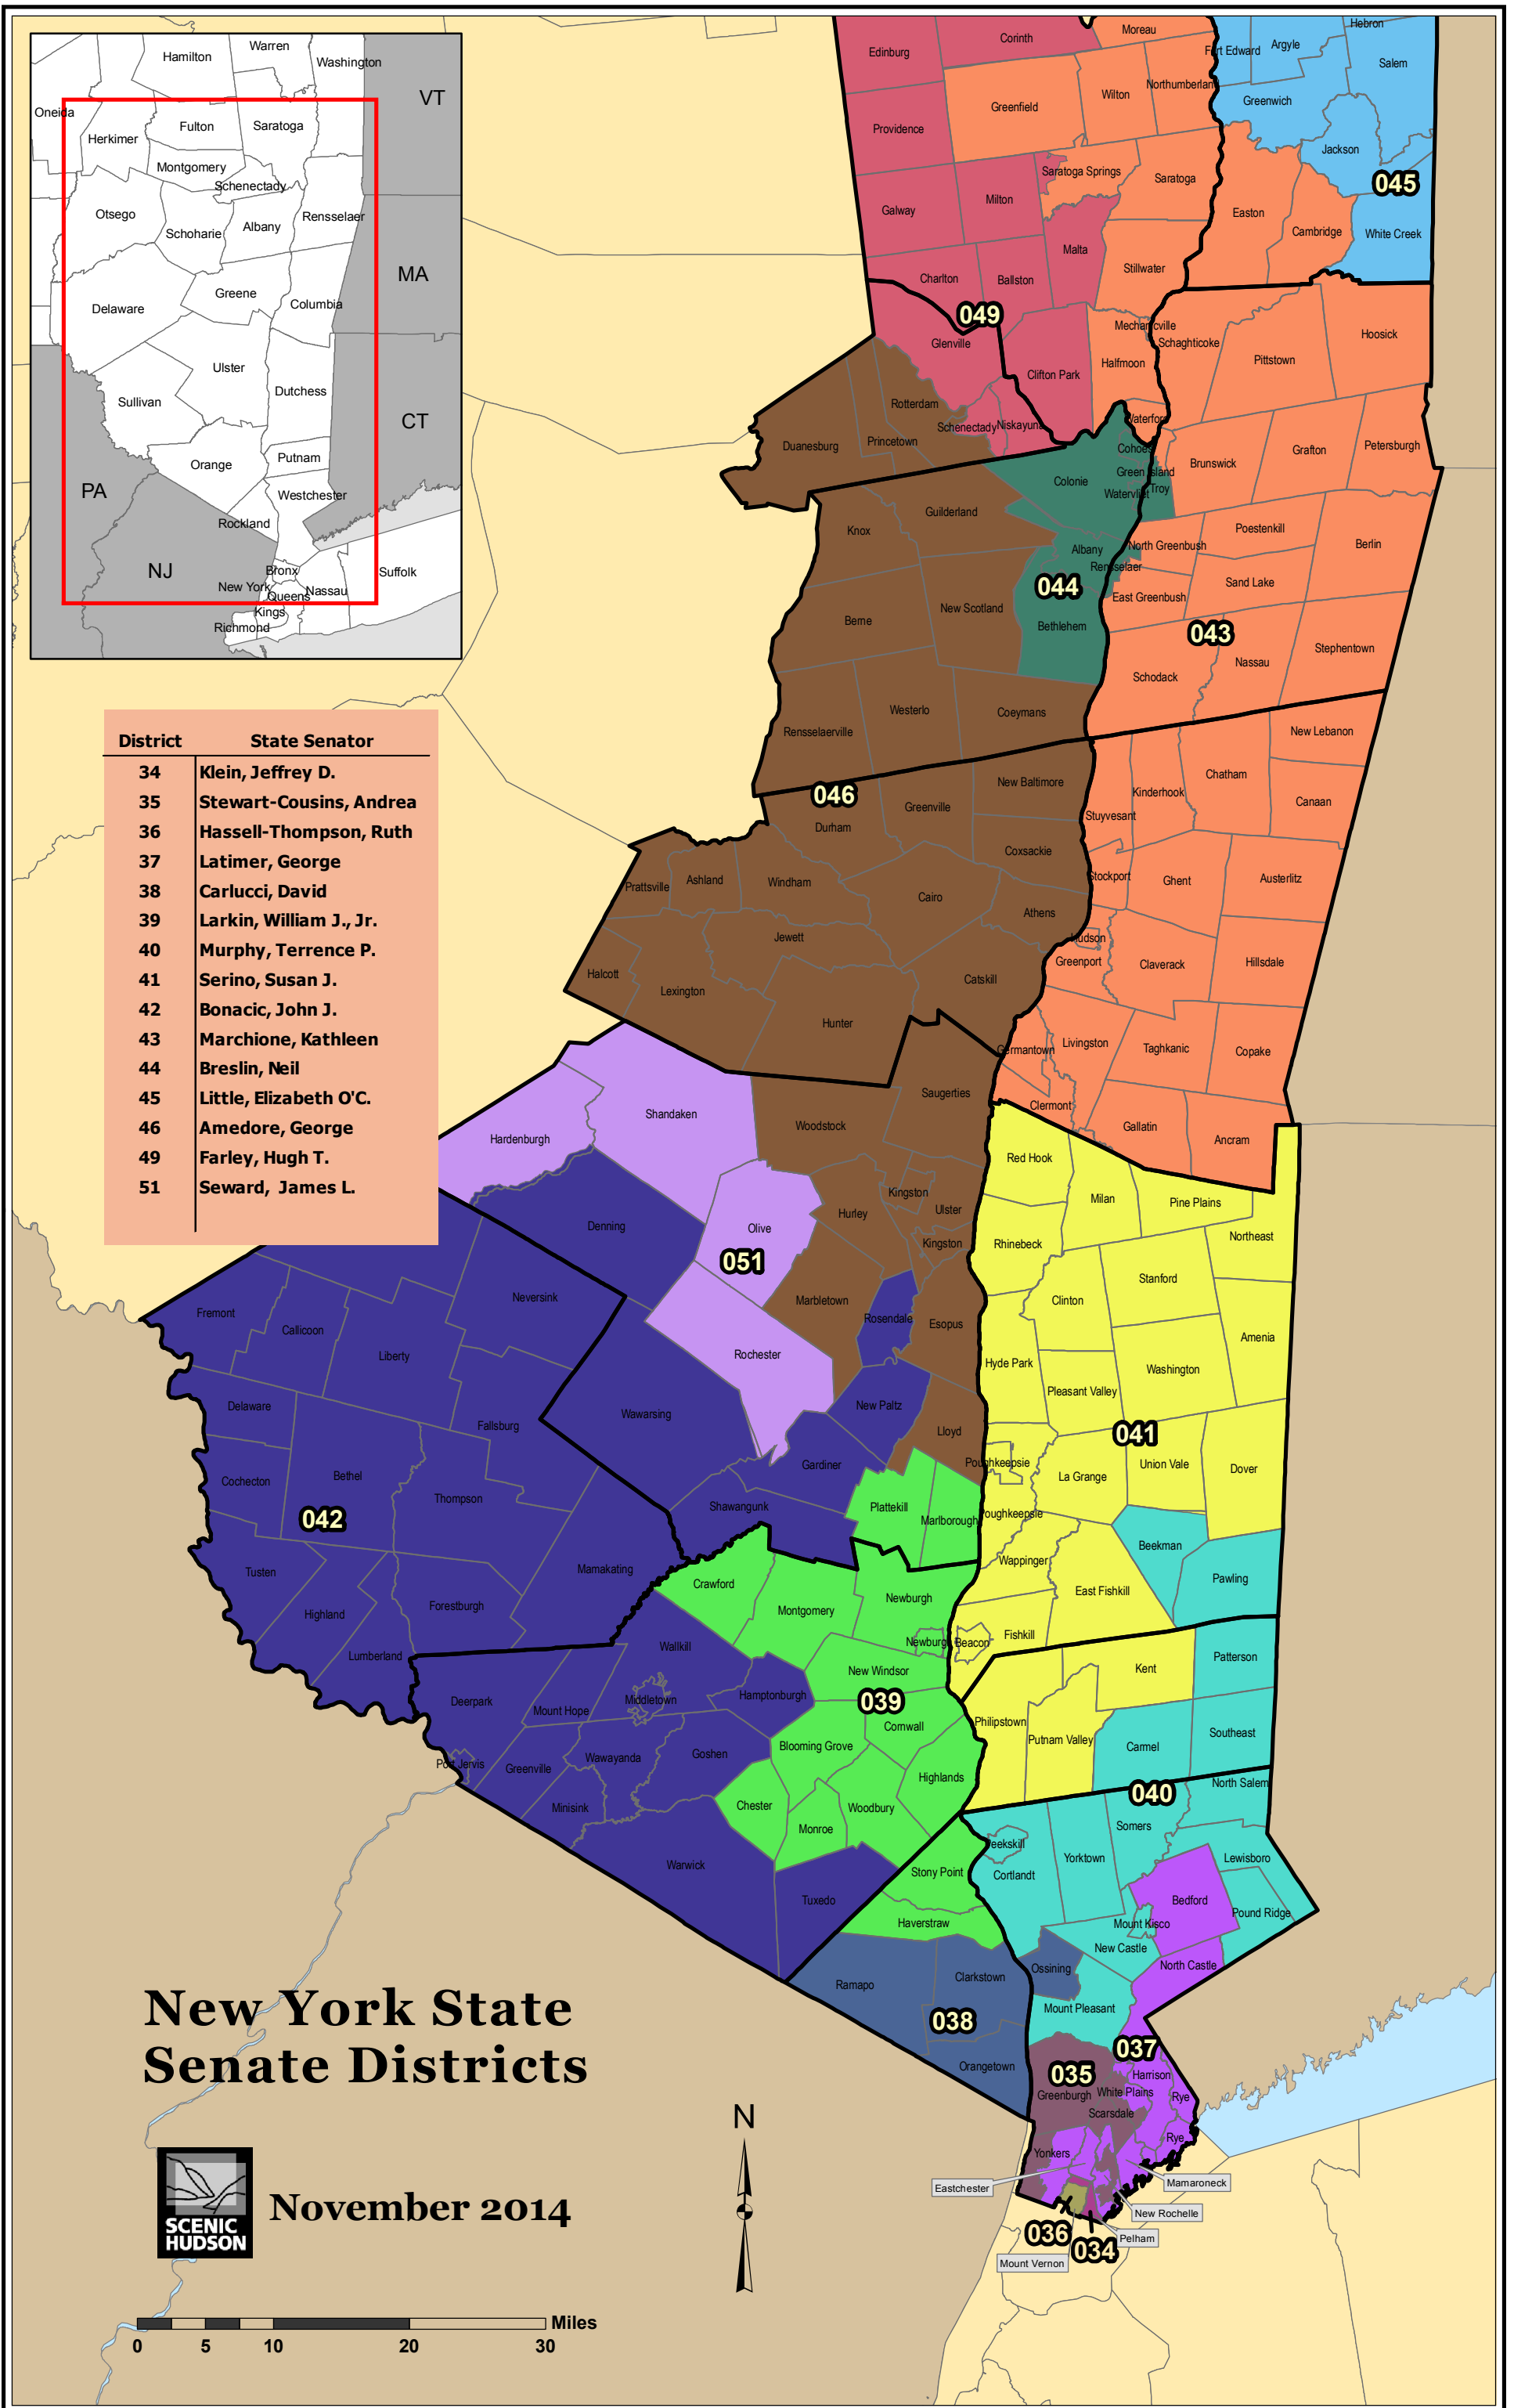 Hamilton
Warren
Washington
VT
Oneida
Herkimer
Fulton
Saratoga
Montgomery
Schenectady
Otsego
Schoharie
Albany
Rensselaer
MA
Delaware
Greene
Columbia
Ulster
Sullivan
Dutchess
CT
Orange
Putnam
PA
Westchester
Rockland
NJ
Bronx
Suffolk
New York
Nassau
Queens
Kings
Richmond
District State Senator
34 Klein, Jeffrey D.
35 Stewart-Cousins, Andrea
36 Hassell-Thompson, Ruth
37 Latimer, George
38 Carlucci, David
39 Larkin, William J., Jr.
40 Murphy, Terrence P.
41 Serino, Susan J.
42 Bonacic, John J.
43 Marchione, Kathleen
44 Breslin, Neil
45 Little, Elizabeth O'C.
46 Amedore, George
49 Farley, Hugh T.
51 Seward, James L.
Edinburg
Corinth
Moreau
Hebron
Fort Edward
Argyle
Salem
Greenfield
Wilton
Northumberland
Greenwich
Providence
Jackson
Saratoga Springs
Saratoga
045
Galway
Milton
Easton
Cambridge
White Creek
Malta
Stillwater
Charlton
Ballston
049
Mechanicville
Schaghticoke
Hoosick
Glenville
Halfmoon
Pittstown
Clifton Park
Rotterdam
Waterford
Schenectady
Niskayuna
Duanesburg
Princetown
Cohoes
Brunswick
Grafton
Petersburgh
Colonie
Green Island
Watervliet
Troy
Guilderland
Knox
Poestenkill
Albany
North Greenbush
Berlin
Rensselaer
044
Sand Lake
East Greenbush
New Scotland
Berne
Bethlehem
043
Stephentown
Nassau
Schodack
Westerlo
Coeymans
Rensselaerville
New Lebanon
Chatham
New Baltimore
Kinderhook
Canaan
046
Greenville
Stuyvesant
Durham
Coxsackie
Stockport
Ghent
Austerlitz
Prattsville
Ashland
Windham
Cairo
Athens
Jewett
Hudson
Greenport
Claverack
Hillsdale
Halcott
Lexington
Catskill
Hunter
Germantown
Livingston
Taghkanic
Copake
Saugerties
Clermont
Shandaken
Woodstock
Gallatin
Ancram
Hardenburgh
Red Hook
Kingston
Milan
Pine Plains
Denning
Olive
Hurley
Ulster
Northeast
Kingston
Rhinebeck
051
Stanford
Fremont
Neversink
Marbletown
Clinton
Callicoon
Rosendale
Esopus
Amenia
Liberty
Rochester
Hyde Park
Washington
Pleasant Valley
Delaware
Wawarsing
New Paltz
Fallsburg
Lloyd
041
Gardiner
Poughkeepsie
Union Vale
Dover
La Grange
Cochecton
Bethel
Thompson
Shawangunk
Plattekill
Marlborough
Poughkeepsie
042
Beekman
Wappinger
Tusten
Mamakating
Pawling
Crawford
East Fishkill
Newburgh
Montgomery
Highland
Forestburgh
Fishkill
Newburgh
Beacon
Lumberland
Wallkill
Patterson
New Windsor
Kent
Deerpark
Mount Hope
Middletown
Hamptonburgh
039
Philipstown
Cornwall
Southeast
Putnam Valley
Carmel
Blooming Grove
Port Jervis
Greenville
Wawayanda
Goshen
Highlands
North Salem
040
Minisink
Chester
Woodbury
Monroe
Somers
Peekskill
Yorktown
Lewisboro
Warwick
Cortlandt
Stony Point
Tuxedo
Bedford
Pound Ridge
Haverstraw
Mount Kisco
New Castle
North Castle
Ossining
Clarkstown
Ramapo
Mount Pleasant
038
037
Orangetown
035
Harrison
Greenburgh
White Plains
Rye
Scarsdale
Rye
Yonkers
Eastchester
Mamaroneck
New Rochelle
036
034
Pelham
Mount Vernon
New York State
Senate Districts
N
SCENIC
HUDSON
November 2014
Miles
0 5 10 20 30